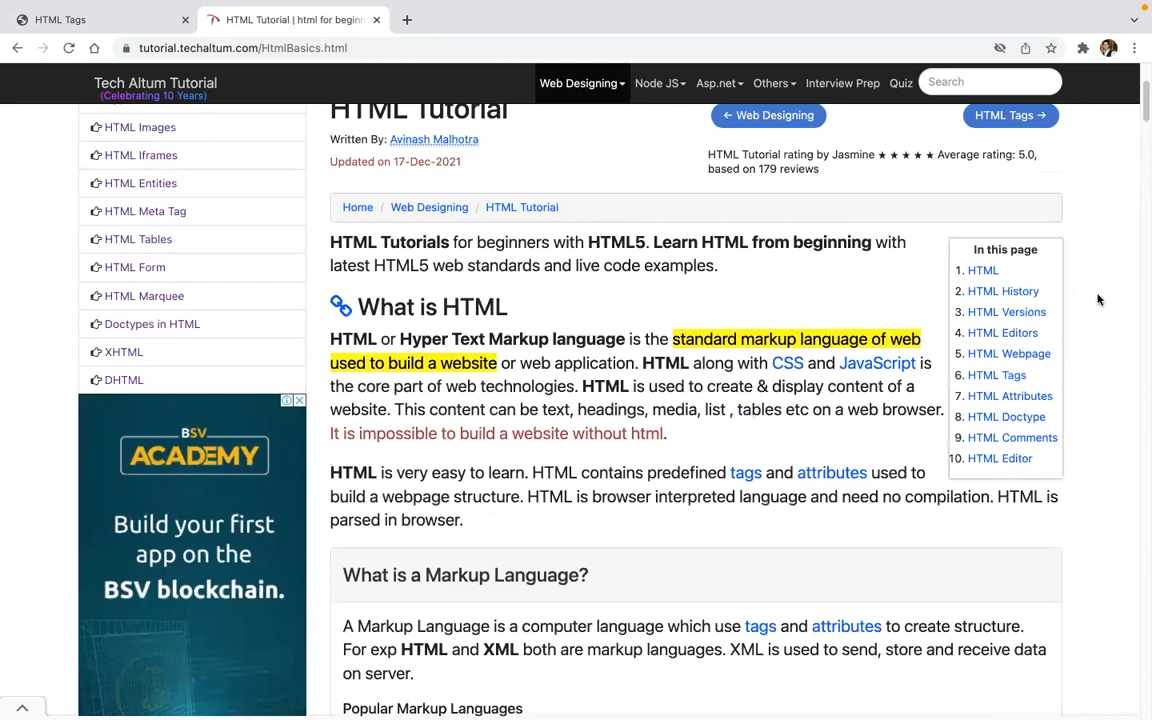 HTML Tags
HTML Tutorial | html for beginn
tutorial.techaltum.com/HtmlBasics.html
Tech Altum Tutorial
(Celebrating 10 Years)
Web Designing
Node JS
Asp.net
Others
Interview Prep
Quiz
Search
HTML Images
HTML Iframes
HTML Entities
HTML Meta Tag
HTML Tables
HTML Form
HTML Marquee
Doctypes in HTML
XHTML
DHTML
BSV
ACADEMY
Build your first
app on the
BSV blockchain.
HTML Tutorial
Written By: Avinash Malhotra
Updated on 17-Dec-2021
← Web Designing
HTML Tags →
HTML Tutorial rating by Jasmine ★ ★ ★ ★ ★ Average rating: 5.0,
based on 179 reviews
Home / Web Designing / HTML Tutorial
HTML Tutorials for beginners with HTML5. Learn HTML from beginning with
latest HTML5 web standards and live code examples.
What is HTML
HTML or Hyper Text Markup language is the standard markup language of web
used to build a website or web application. HTML along with CSS and JavaScript is
the core part of web technologies. HTML is used to create & display content of a
website. This content can be text, headings, media, list , tables etc on a web browser.
It is impossible to build a website without html.
HTML is very easy to learn. HTML contains predefined tags and attributes used to
build a webpage structure. HTML is browser interpreted language and need no compilation. HTML is
parsed in browser.
In this page
1. HTML
2. HTML History
3. HTML Versions
4. HTML Editors
5. HTML Webpage
6. HTML Tags
7. HTML Attributes
8. HTML Doctype
9. HTML Comments
10. HTML Editor
What is a Markup Language?
A Markup Language is a computer language which use tags and attributes to create structure.
For exp HTML and XML both are markup languages. XML is used to send, store and receive data
on server.
Popular Markup Languages